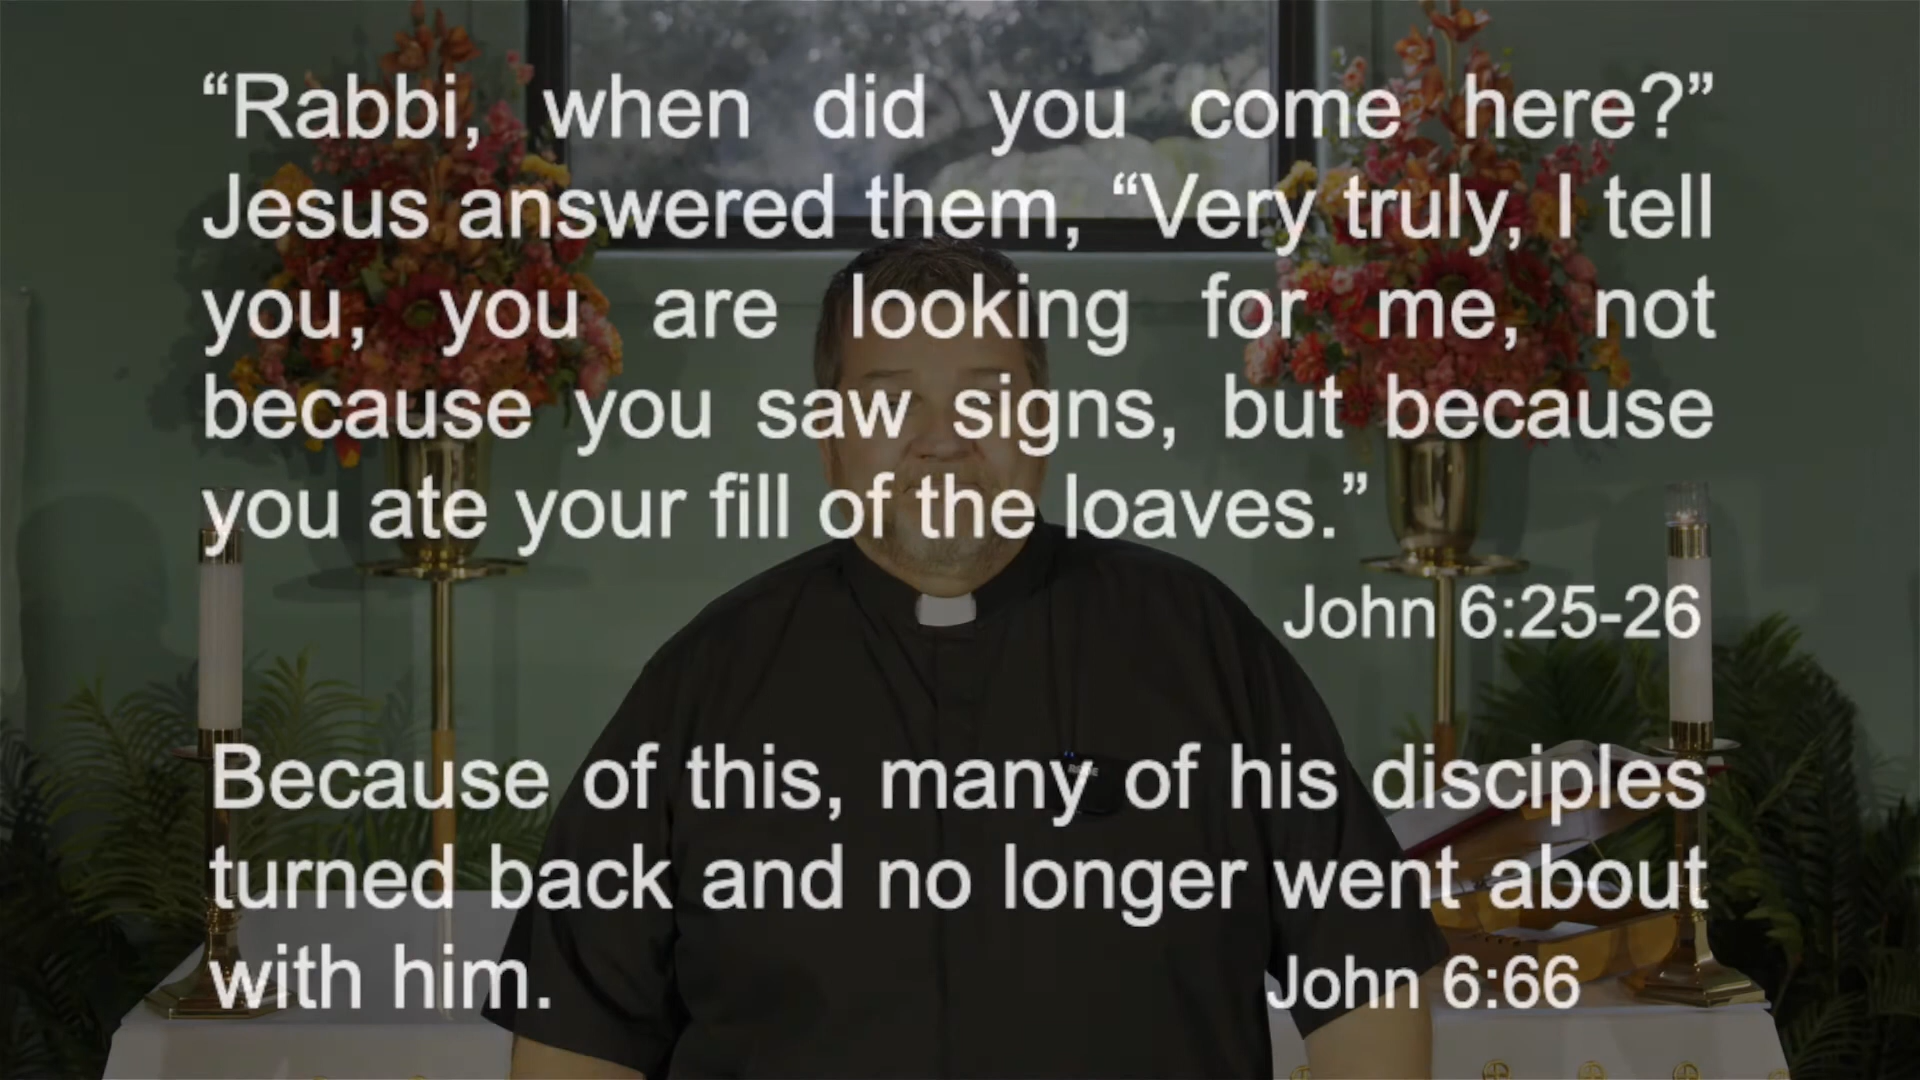 “Rabbi, when did you come here?”
Jesus answered them, “Very truly, I tell
you, you are looking for me, not
because you saw signs, but because
you ate your fill of the loaves.”
John 6:25-26
Because of this, many of his disciples
turned back and no longer went about
with him.
John 6:66